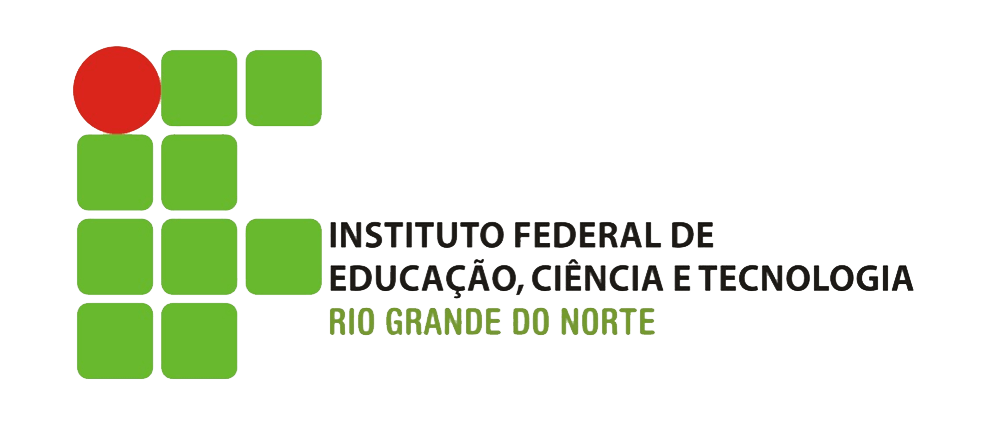 INSTITUTO FEDERAL DE
EDUCAÇÃO, CIÊNCIA E TECNOLOGIA
RIO GRANDE DO NORTE